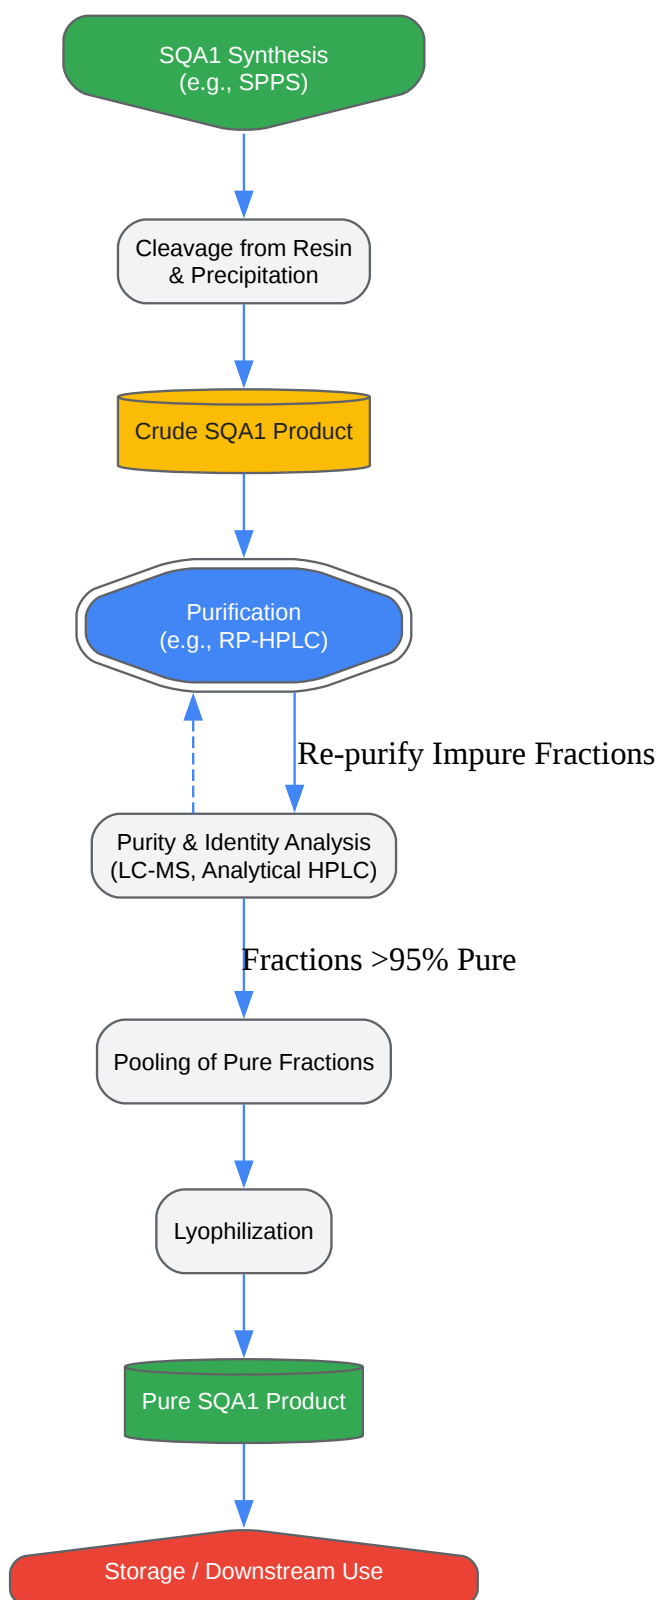 SQA1 Synthesis
(e.g., SPPS)
Cleavage from Resin
& Precipitation
Crude SQA1 Product
Purification
(e.g., RP-HPLC)
Re-purify Impure Fractions
Purity & Identity Analysis
(LC-MS, Analytical HPLC)
Fractions >95% Pure
Pooling of Pure Fractions
Lyophilization
Pure SQA1 Product
Storage / Downstream Use